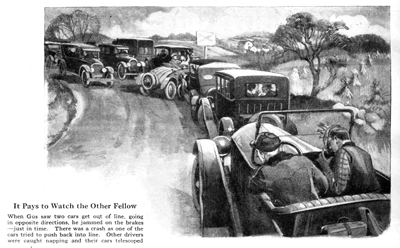 It Pays to Watch the Other Fellow
When Gus saw two cars get out of line, going
in opposite directions, he jammed on the brakes
—just in time. There was a crash as one of the
cars tried to push back into line. Other drivers
were caught napping and their cars telescoped